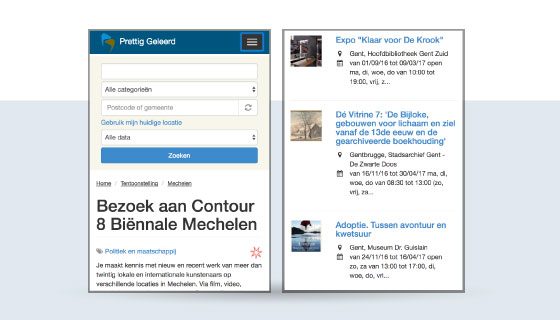 Prettig Geleerd
Alle categorieën
Postcode of gemeente
Gebruik mijn huidige locatie
Alle data
Zoeken
Home / Tentoonstelling / Mechelen
Bezoek aan Contour
8 Biënnale Mechelen
Politiek en maatschappij
Je maakt kennis met nieuw en recent werk van meer dan
twintig lokale en internationale kunstenaars op
verschillende locaties in Mechelen. Via film, video,
Expo "Klaar voor De Krook"
Gent, Hoofdbibliotheek Gent Zuid
van 01/09/16 tot 09/03/17 open
ma, di, woe, do van 10:00 tot
19:00, vrij, z...
Dé Vitrine 7: 'De Bijloke,
gebouwen voor lichaam en ziel
vanaf de 13de eeuw en de
gearchiveerde boekhouding'
Gentbrugge, Stadsarchief Gent -
De Zwarte Doos
van 16/11/16 tot 30/04/17 ma, di,
woe, do van 08:30 tot 13:00 (zo,
vrij, za...
Adoptie. Tussen avontuur en
kwetsuur
Gent, Museum Dr. Guislain
van 24/11/16 tot 16/04/17 open
zo, za van 13:00 tot 17:00, di,
woe, do, vri...